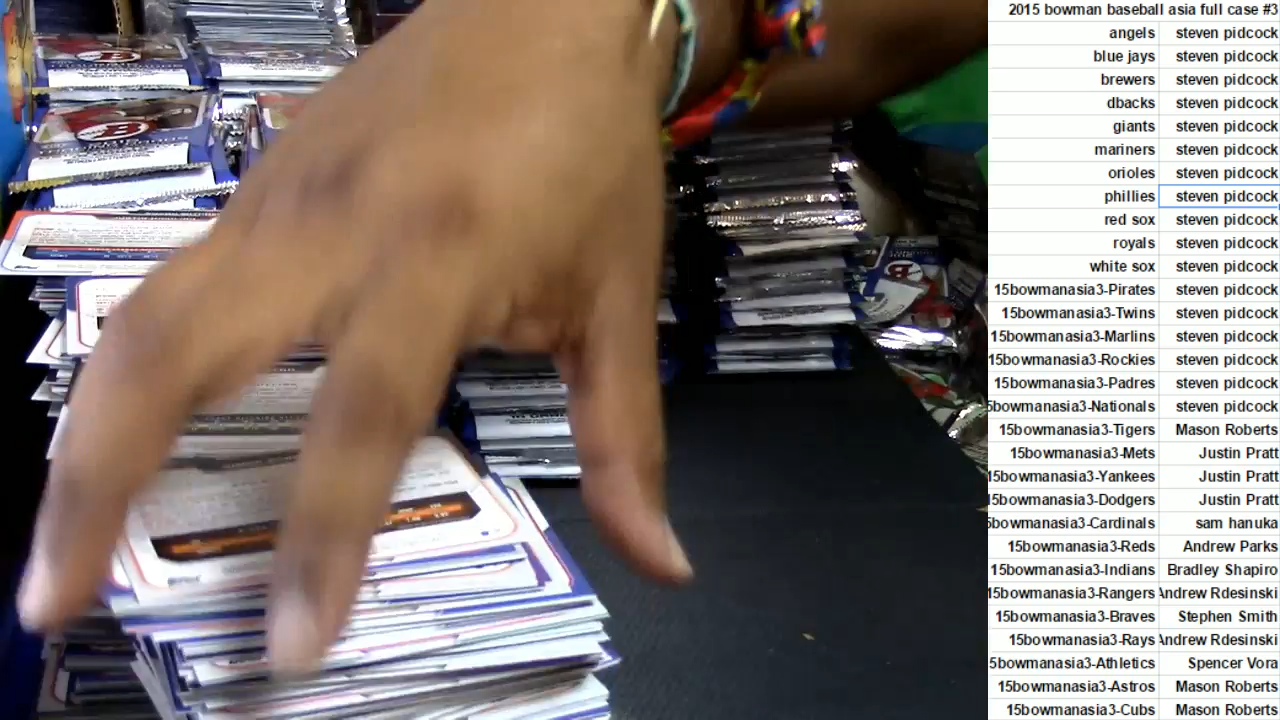 2015 bowman baseball asia full case #3
angels steven pidcock
blue jays steven pidcock
brewers steven pidcock
dbacks steven pidcock
giants steven pidcock
mariners steven pidcock
orioles steven pidcock
phillies steven pidcock
red sox steven pidcock
royals steven pidcock
white sox steven pidcock
15bowmanasia3-Pirates steven pidcock
15bowmanasia3-Twins steven pidcock
15bowmanasia3-Marlins steven pidcock
15bowmanasia3-Rockies steven pidcock
15bowmanasia3-Padres steven pidcock
5bowmanasia3-Nationals steven pidcock
15bowmanasia3-Tigers Mason Roberts
15bowmanasia3-Mets Justin Pratt
15bowmanasia3-Yankees Justin Pratt
15bowmanasia3-Dodgers Justin Pratt
5bowmanasia3-Cardinals sam hanuka
15bowmanasia3-Reds Andrew Parks
15bowmanasia3-Indians Bradley Shapiro
15bowmanasia3-Rangers Andrew Rdesinski
15bowmanasia3-Braves Stephen Smith
15bowmanasia3-Rays Andrew Rdesinski
5bowmanasia3-Athletics Spencer Vora
15bowmanasia3-Astros Mason Roberts
15bowmanasia3-Cubs Mason Roberts